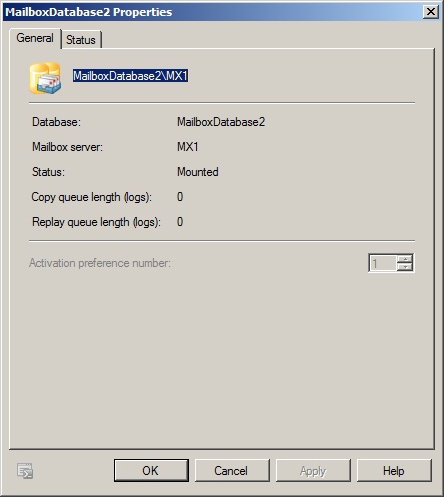 MailboxDatabase2 Properties
General Status
MailboxDatabase2\MX1
Database: MailboxDatabase2
Mailbox server: MX1
Status: Mounted
Copy queue length (logs): 0
Replay queue length (logs): 0
Activation preference number: 1
OK Cancel Apply Help